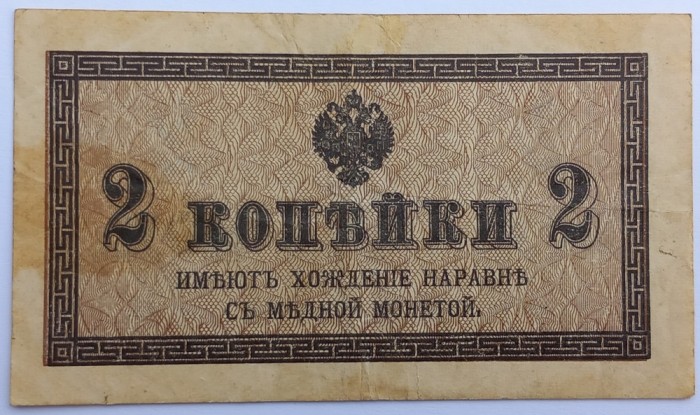 2 КОПѢЙКИ 2
ИМѢЮТЪ ХОЖДЕНІЕ НАРАВНѢ
СЪ МѢДНОЙ МОНЕТОЙ.